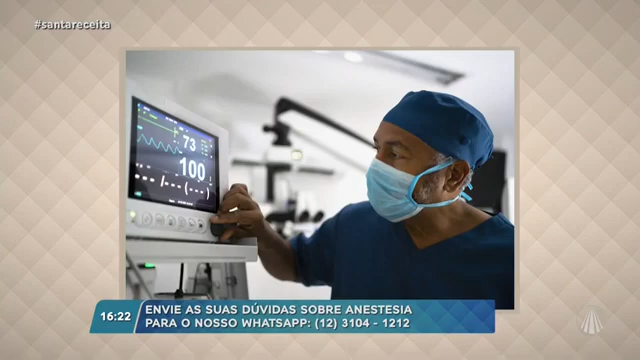 #santareceita
73
100
--/--(--)
16:22
ENVIE AS SUAS DÚVIDAS SOBRE ANESTESIA
PARA O NOSSO WHATSAPP: (12) 3104 - 1212